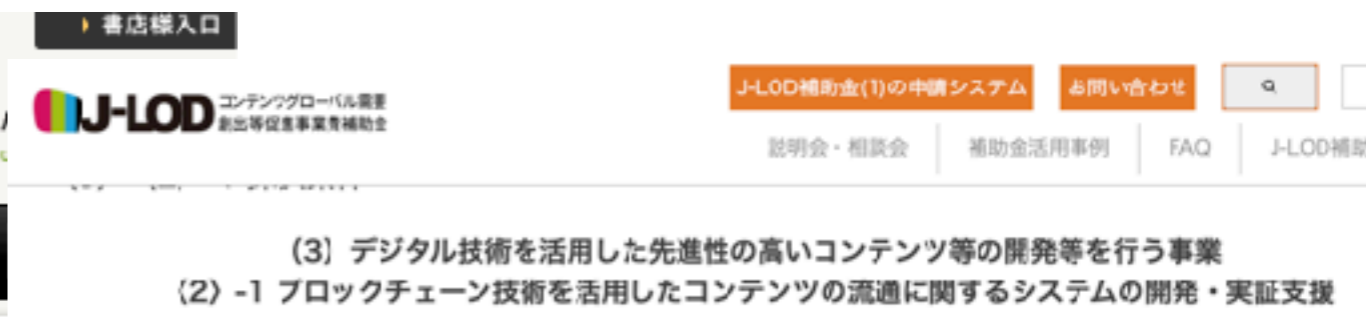 書店様入口
J-LOD補助金(1)の申請システム お問い合わせ
J-LOD コンテンツグローバル需要
創出等促進事業費補助金
説明会・相談会 補助金活用事例 FAQ J-LOD補助
(3) デジタル技術を活用した先進性の高いコンテンツ等の開発等を行う事業
(2) -1 ブロックチェーン技術を活用したコンテンツの流通に関するシステムの開発・実証支援